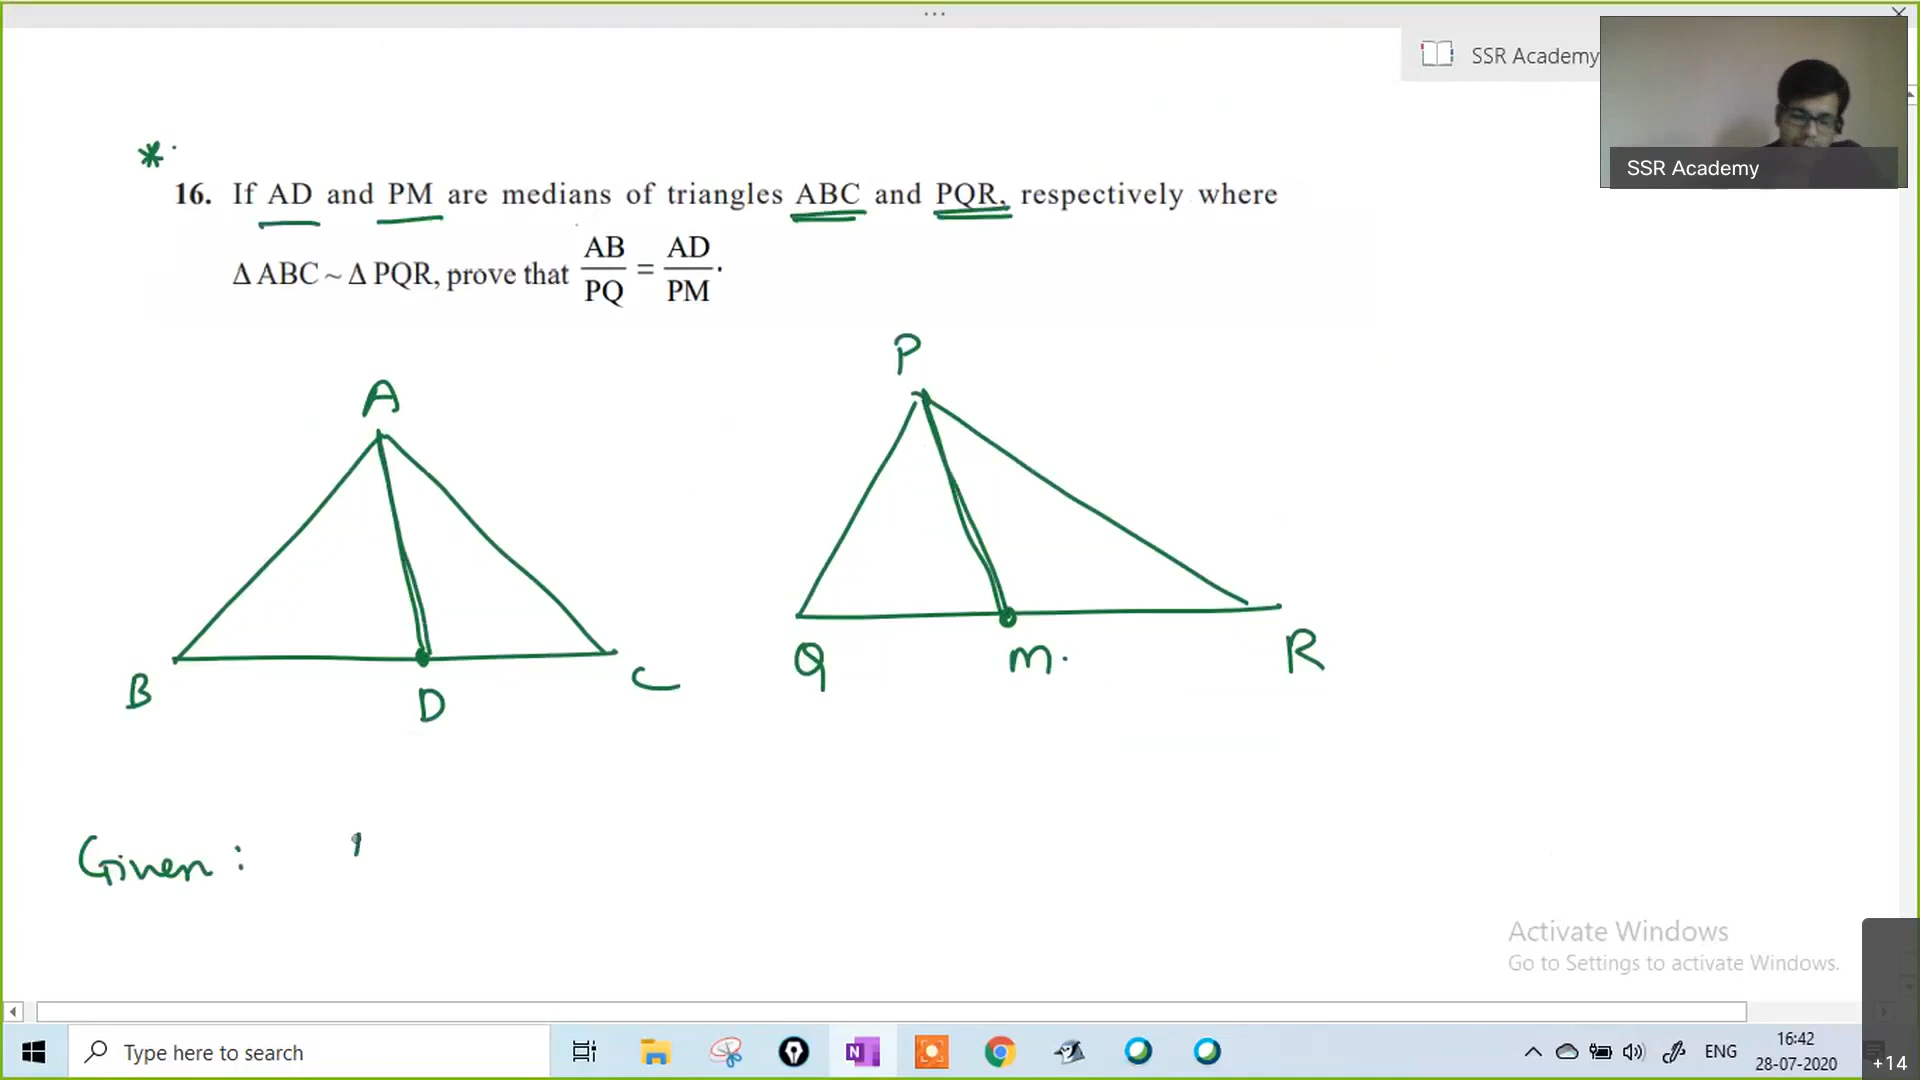 ...
SSR Academy
SSR Academy
*
16. If AD and PM are medians of triangles ABC and PQR, respectively where
Δ ABC ~ Δ PQR, prove that AB/PQ = AD/PM.
P
A
Q
M.
R
B
D
C
Given :
Activate Windows
Go to Settings to activate Windows.
Type here to search
N
ENG
16:42
28-07-2020
+14